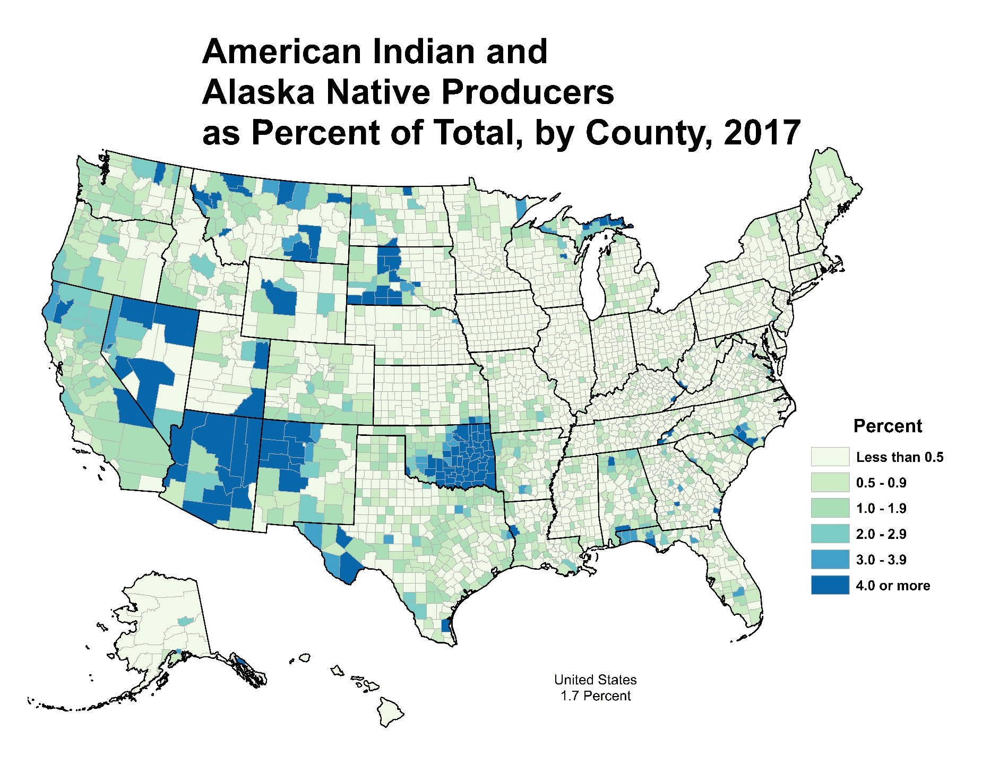 American Indian and
Alaska Native Producers
as Percent of Total, by County, 2017
Percent
Less than 0.5
0.5 - 0.9
1.0 - 1.9
2.0 - 2.9
3.0 - 3.9
4.0 or more
United States
1.7 Percent